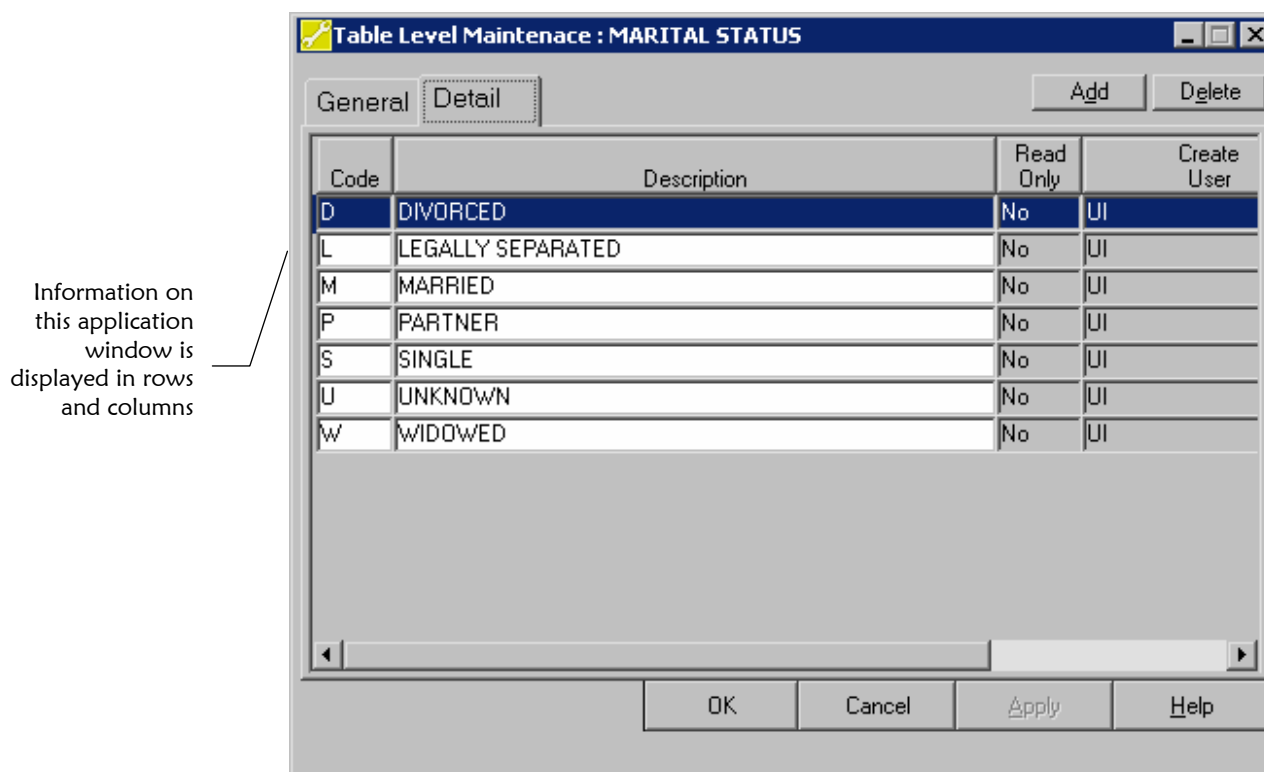 Table Level Maintenace : MARITAL STATUS
General Detail Add Delete
Code Description Read Only Create User
D DIVORCED No UI
L LEGALLY SEPARATED No UI
M MARRIED No UI
P PARTNER No UI
S SINGLE No UI
U UNKNOWN No UI
W WIDOWED No UI
Information on
this application
window is
displayed in rows
and columns
OK Cancel Apply Help